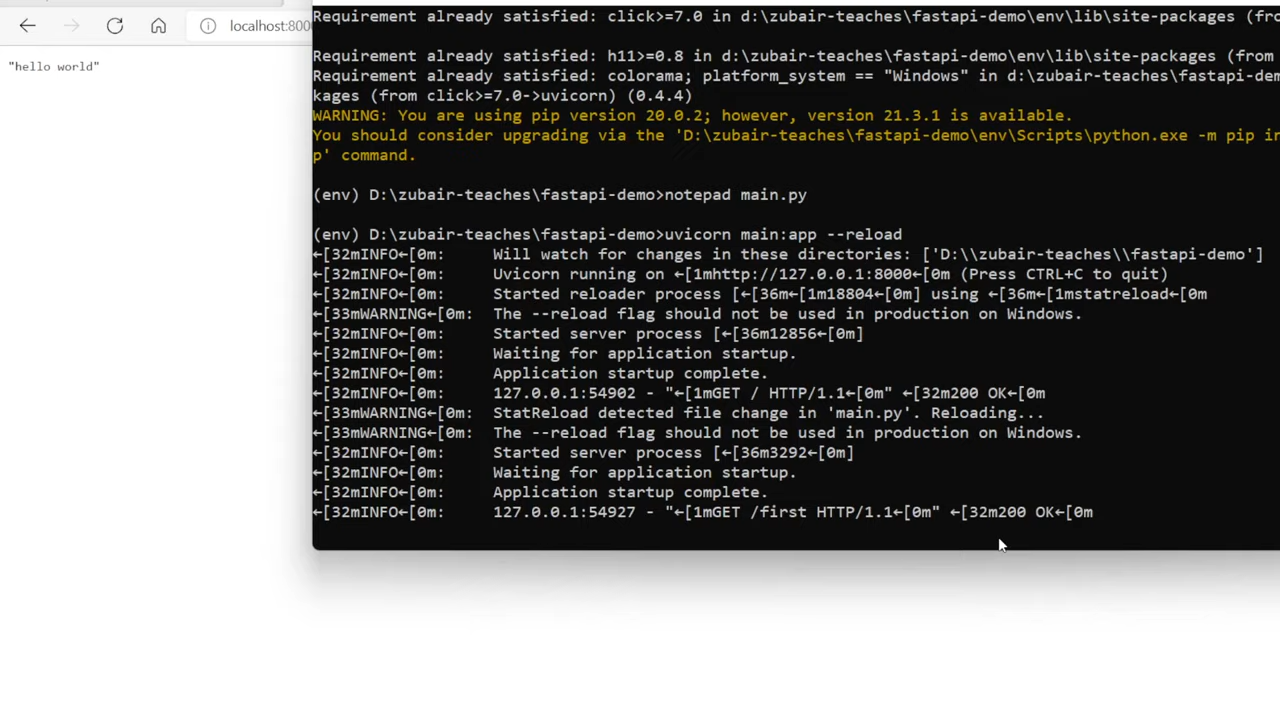 localhost:8000
"hello world"
Requirement already satisfied: click>=7.0 in d:\zubair-teaches\fastapi-demo\env\lib\site-packages (fro
Requirement already satisfied: h11>=0.8 in d:\zubair-teaches\fastapi-demo\env\lib\site-packages (from
Requirement already satisfied: colorama; platform_system == "Windows" in d:\zubair-teaches\fastapi-dem
kages (from click>=7.0->uvicorn) (0.4.4)
WARNING: You are using pip version 20.0.2; however, version 21.3.1 is available.
You should consider upgrading via the 'D:\zubair-teaches\fastapi-demo\env\Scripts\python.exe -m pip in
p' command.
(env) D:\zubair-teaches\fastapi-demo>notepad main.py
(env) D:\zubair-teaches\fastapi-demo>uvicorn main:app --reload
←[32mINFO←[0m:     Will watch for changes in these directories: ['D:\\zubair-teaches\\fastapi-demo']
←[32mINFO←[0m:     Uvicorn running on ←[1mhttp://127.0.0.1:8000←[0m (Press CTRL+C to quit)
←[32mINFO←[0m:     Started reloader process [←[36m←[1m18804←[0m] using ←[36m←[1mstatreload←[0m
←[33mWARNING←[0m:  The --reload flag should not be used in production on Windows.
←[32mINFO←[0m:     Started server process [←[36m12856←[0m]
←[32mINFO←[0m:     Waiting for application startup.
←[32mINFO←[0m:     Application startup complete.
←[32mINFO←[0m:     127.0.0.1:54902 - "←[1mGET / HTTP/1.1←[0m" ←[32m200 OK←[0m
←[33mWARNING←[0m:  StatReload detected file change in 'main.py'. Reloading...
←[33mWARNING←[0m:  The --reload flag should not be used in production on Windows.
←[32mINFO←[0m:     Started server process [←[36m3292←[0m]
←[32mINFO←[0m:     Waiting for application startup.
←[32mINFO←[0m:     Application startup complete.
←[32mINFO←[0m:     127.0.0.1:54927 - "←[1mGET /first HTTP/1.1←[0m" ←[32m200 OK←[0m